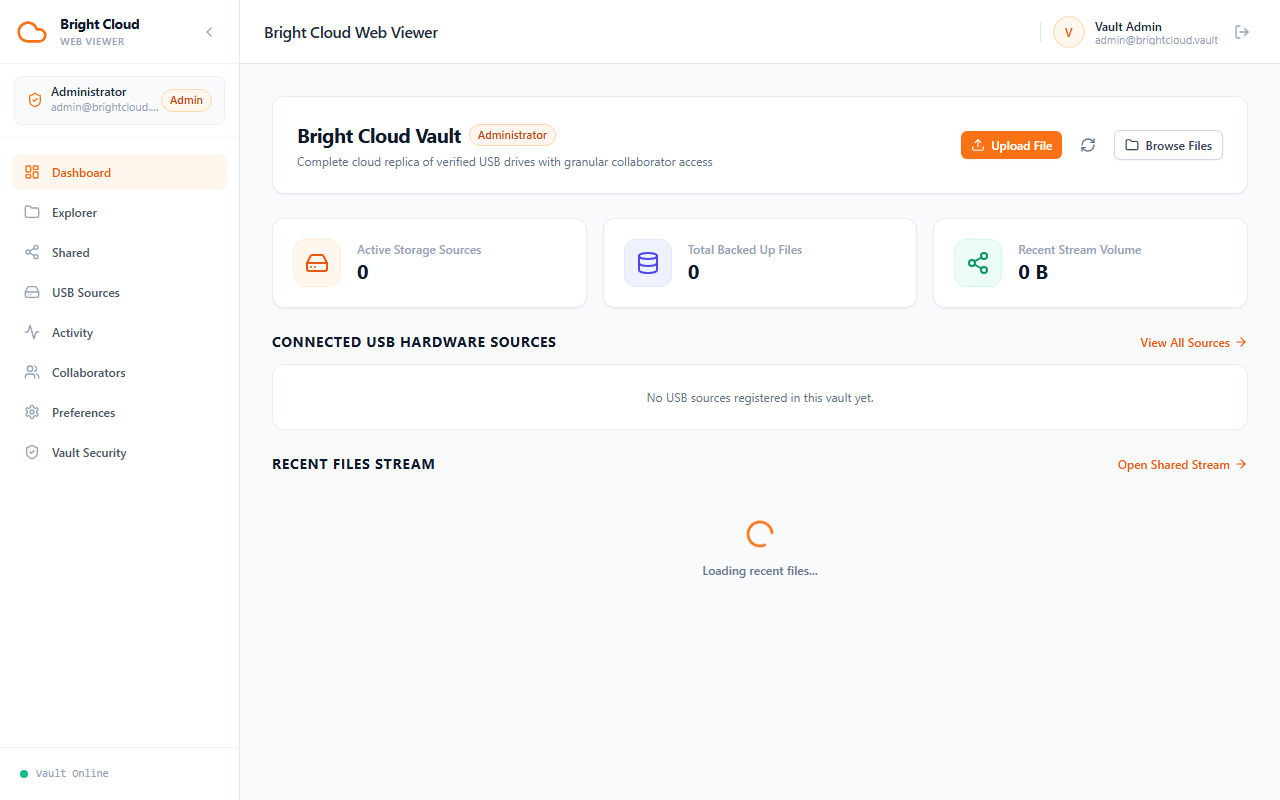 Bright Cloud
WEB VIEWER
Administrator
admin@brightcloud....
Admin
Dashboard
Explorer
Shared
USB Sources
Activity
Collaborators
Preferences
Vault Security
Vault Online
Bright Cloud Web Viewer
V
Vault Admin
admin@brightcloud.vault
Bright Cloud Vault
Administrator
Complete cloud replica of verified USB drives with granular collaborator access
Upload File
Browse Files
Active Storage Sources
0
Total Backed Up Files
0
Recent Stream Volume
0 B
CONNECTED USB HARDWARE SOURCES
View All Sources
No USB sources registered in this vault yet.
RECENT FILES STREAM
Open Shared Stream
Loading recent files...